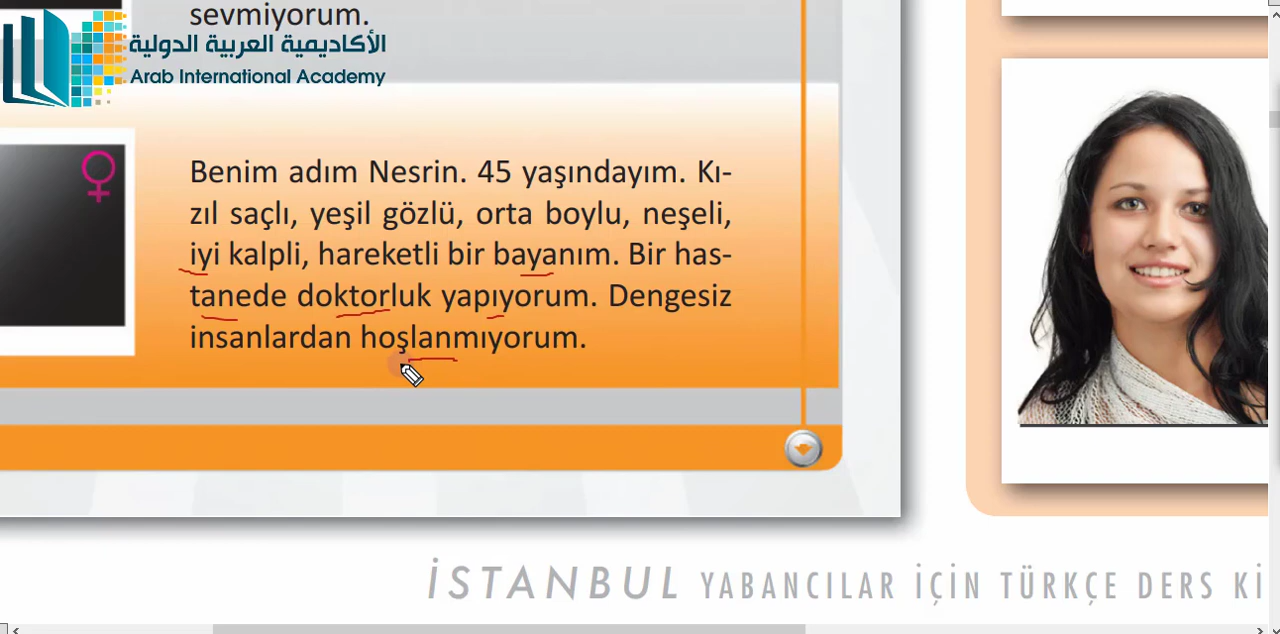 sevmiyorum.
الأكاديمية العربية الدولية
Arab International Academy
Benim adım Nesrin. 45 yaşındayım. Kı-
zıl saçlı, yeşil gözlü, orta boylu, neşeli,
iyi kalpli, hareketli bir bayanım. Bir has-
tanede doktorluk yapıyorum. Dengesiz
insanlardan hoşlanmıyorum.
İSTANBUL YABANCILAR İÇİN TÜRKÇE DERS Kİ